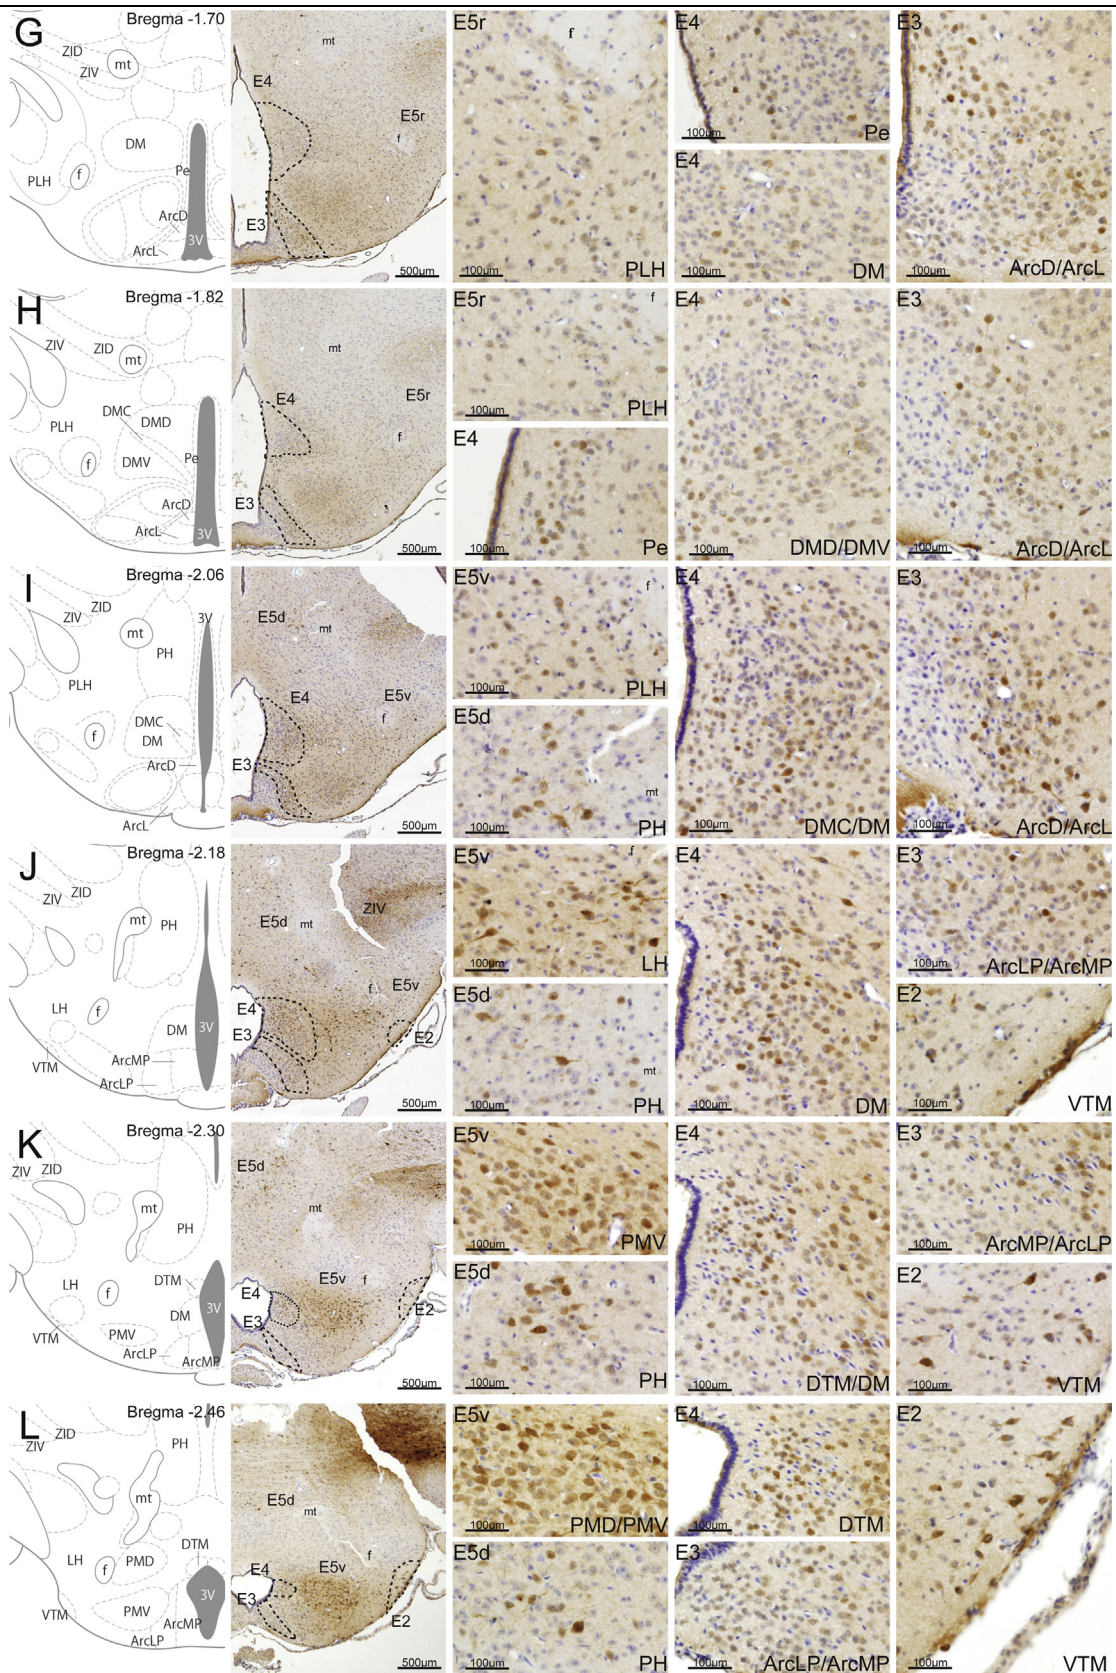 G
Bregma -1.70
ZID
ZIV
mt
DM
PLH
f
Pe
ArcD
ArcL
3V
mt
E4
E5r
f
E3
500µm
E5r
f
100µm
PLH
E4
100µm
Pe
E4
100µm
DM
E3
100µm
ArcD/ArcL
H
Bregma -1.82
ZIV
ZID
mt
DMC
DMD
PLH
f
DMV
Pe
ArcD
ArcL
3V
mt
E4
E5r
f
E3
500µm
E5r
f
100µm
PLH
E4
100µm
Pe
E4
100µm
DMD/DMV
E3
100µm
ArcD/ArcL
I
Bregma -2.06
ZID
ZIV
3V
mt
PH
PLH
f
DMC
DM
ArcD
ArcL
E5d
mt
E4
E5v
f
E3
500µm
E5v
f
100µm
PLH
E5d
mt
100µm
PH
E4
100µm
DMC/DM
E3
100µm
ArcD/ArcL
J
Bregma -2.18
ZIV
ZID
mt
PH
LH
f
DM
3V
VTM
ArcMP
ArcLP
E5d
mt
ZIV
E5v
f
E4
E3
E2
500µm
E5v
f
100µm
LH
E5d
mt
100µm
PH
E4
100µm
DM
E3
100µm
ArcLP/ArcMP
E2
100µm
VTM
K
Bregma -2.30
ZIV
ZID
mt
PH
LH
f
DTM
DM
3V
VTM
PMV
ArcLP
ArcMP
E5d
mt
E5v
f
E4
E3
E2
500µm
E5v
100µm
PMV
E5d
100µm
PH
E4
100µm
DTM/DM
E3
100µm
ArcMP/ArcLP
E2
100µm
VTM
L
Bregma -2.46
ZIV
ZID
PH
mt
LH
f
PMD
DTM
3V
VTM
PMV
ArcMP
ArcLP
E5d
mt
f
E4
E5v
E3
E2
500µm
E5v
100µm
PMD/PMV
E5d
100µm
PH
E4
100µm
DTM
E3
100µm
ArcLP/ArcMP
E2
100µm
VTM